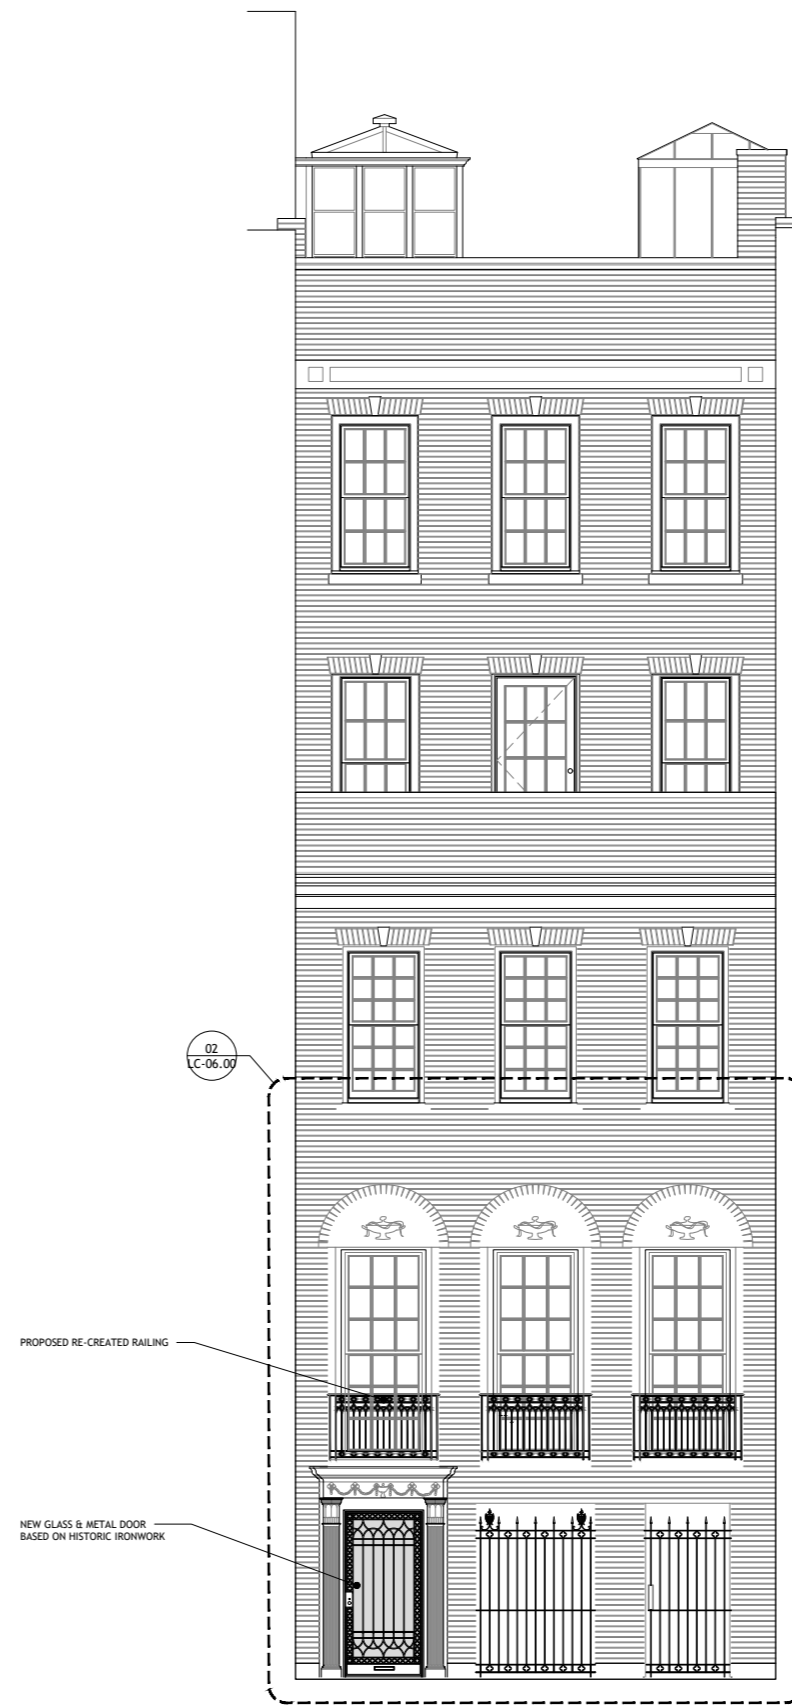 02
LC-06.00
PROPOSED RE-CREATED RAILING
NEW GLASS & METAL DOOR
BASED ON HISTORIC IRONWORK